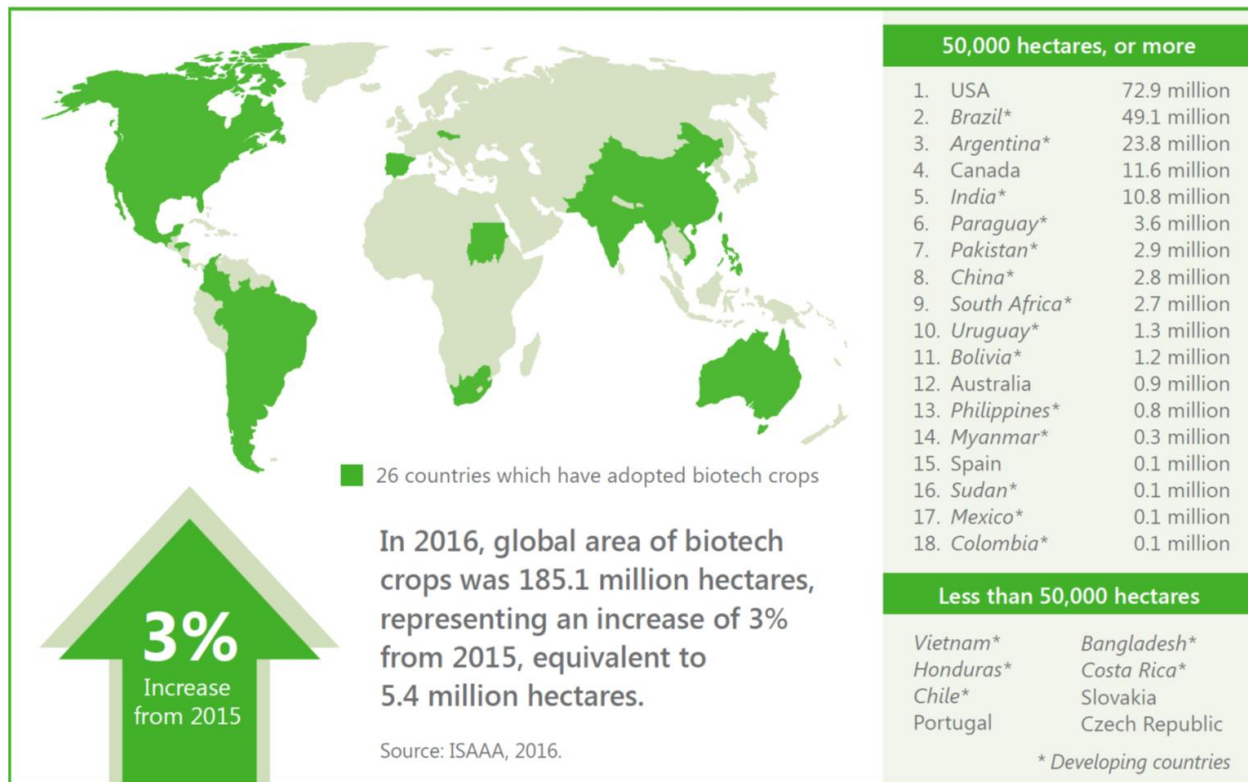 50,000 hectares, or more
1. USA 72.9 million
2. Brazil* 49.1 million
3. Argentina* 23.8 million
4. Canada 11.6 million
5. India* 10.8 million
6. Paraguay* 3.6 million
7. Pakistan* 2.9 million
8. China* 2.8 million
9. South Africa* 2.7 million
10. Uruguay* 1.3 million
11. Bolivia* 1.2 million
12. Australia 0.9 million
13. Philippines* 0.8 million
14. Myanmar* 0.3 million
15. Spain 0.1 million
16. Sudan* 0.1 million
17. Mexico* 0.1 million
18. Colombia* 0.1 million
26 countries which have adopted biotech crops
In 2016, global area of biotech
crops was 185.1 million hectares,
representing an increase of 3%
from 2015, equivalent to
5.4 million hectares.
Source: ISAAA, 2016.
3%
Increase
from 2015
Less than 50,000 hectares
Vietnam* Bangladesh*
Honduras* Costa Rica*
Chile* Slovakia
Portugal Czech Republic
* Developing countries